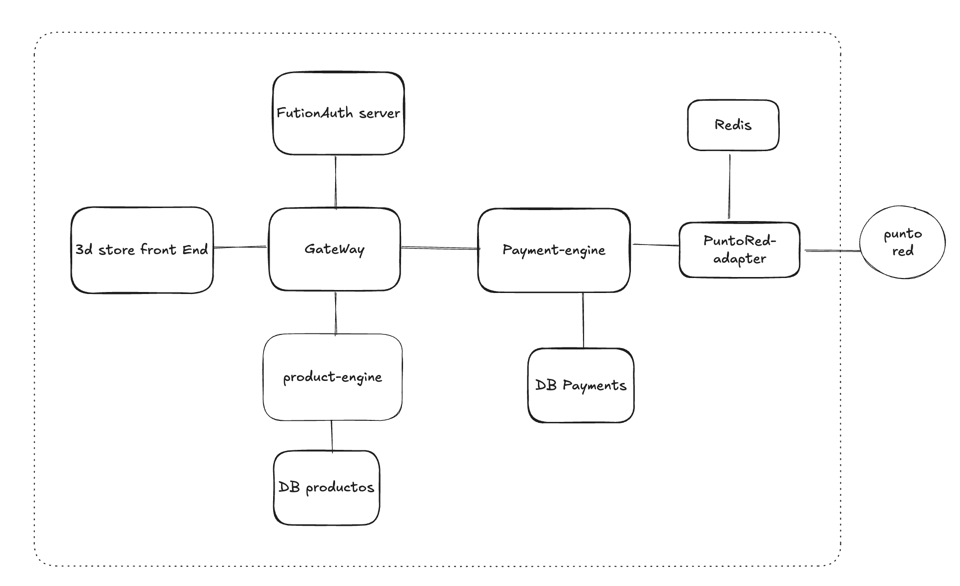 FutionAuth server
Redis
3d store front End
GateWay
Payment-engine
PuntoRed-
adapter
punto
red
product-engine
DB Payments
DB productos